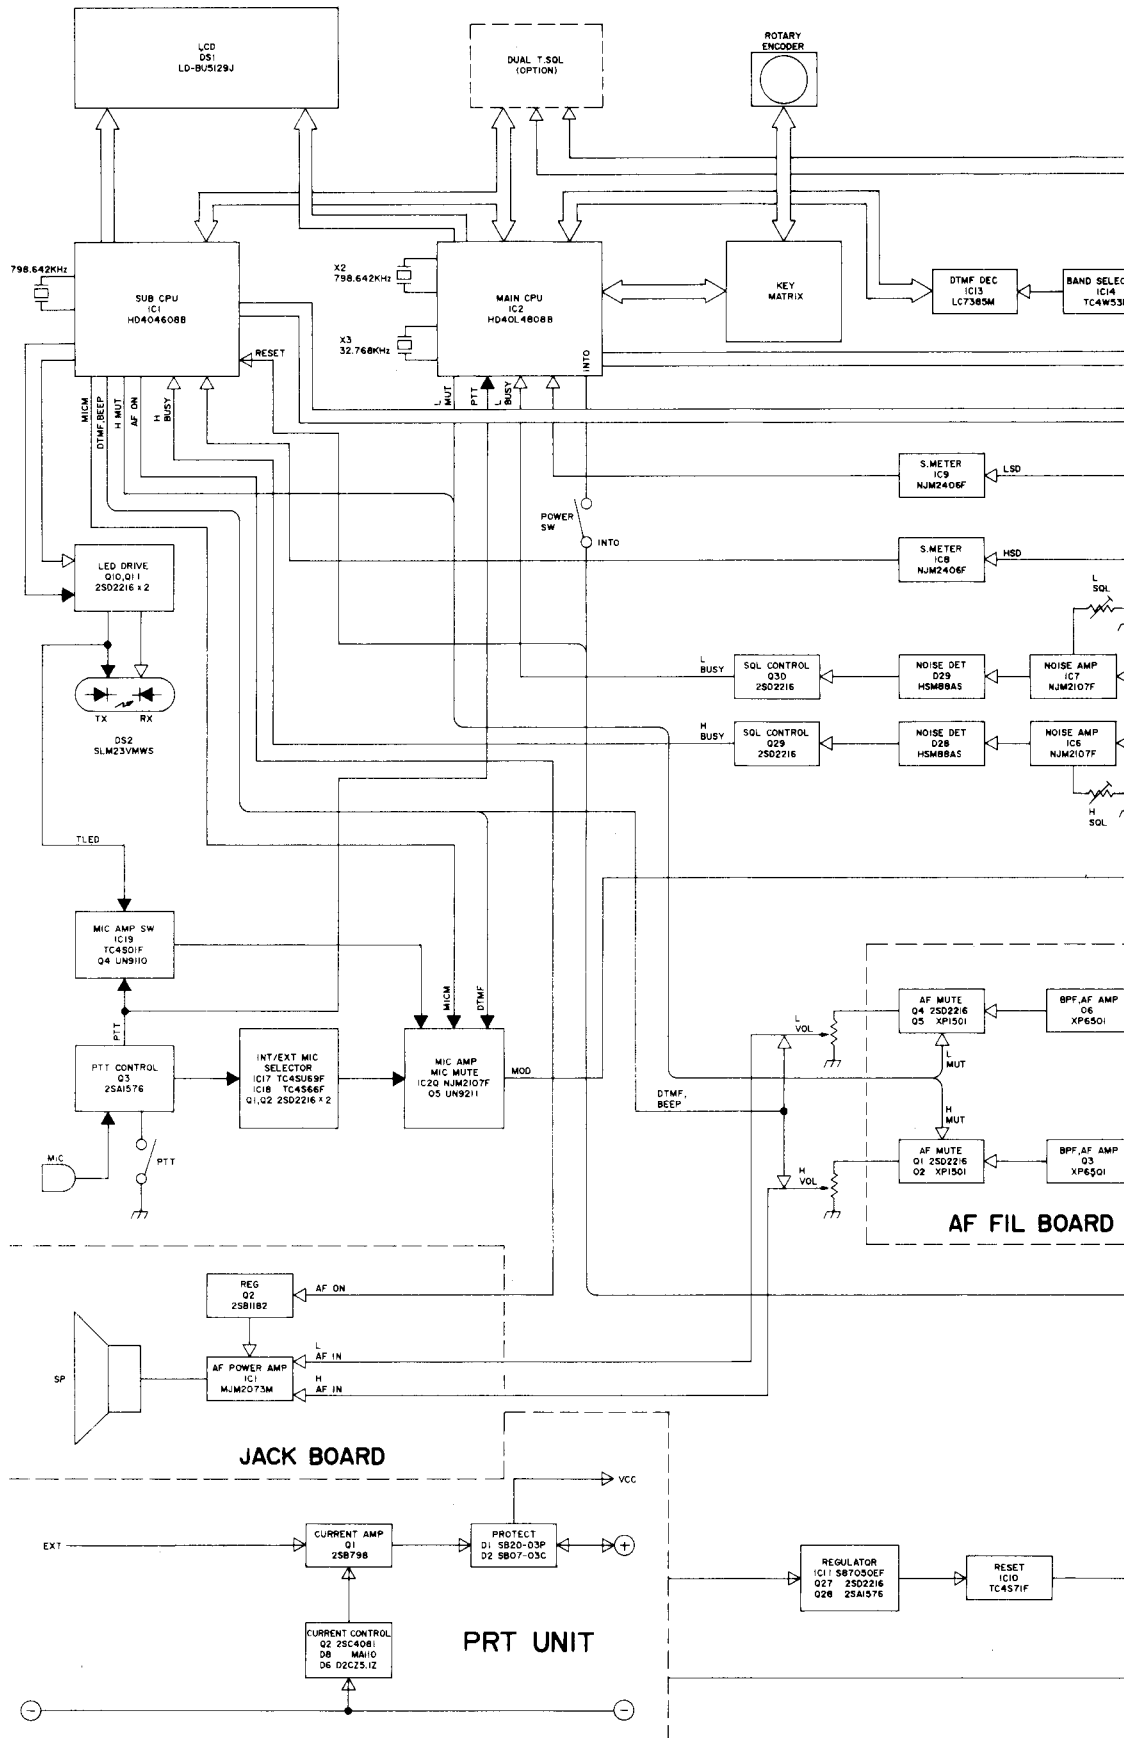 LCD
DS1
LD-BU5129J
DUAL T.SQL
(OPTION)
ROTARY
ENCODER
798.642KHz
SUB CPU
IC1
HD404608B
X2
798.642KHz
X3
32.768KHz
MAIN CPU
IC2
HD40L4808B
INTO
KEY
MATRIX
DTMF DEC
IC13
LC7385M
BAND SELEC
IC14
TC4W53
RESET
MICM
DTMF,BEEP
H MUT
AF ON
H
BUSY
L
MUT
PTT
L
BUSY
S.METER
IC9
NJM2406F
LSD
POWER
SW
INTO
S.METER
IC8
NJM2406F
HSD
LED DRIVE
Q10,Q11
2SD2216 x 2
L
SQL
TX
RX
DS2
SLM23VMWS
L
BUSY
SQL CONTROL
Q30
2SD2216
NOISE DET
D29
HSM88AS
NOISE AMP
IC7
NJM2107F
H
BUSY
SQL CONTROL
Q29
2SD2216
NOISE DET
D28
HSM88AS
NOISE AMP
IC6
NJM2107F
H
SQL
TLED
MIC AMP SW
IC19
TC4S01F
Q4 UN9110
MICM
DTMF
PTT
PTT CONTROL
Q3
2SA1576
INT/EXT MIC
SELECTOR
IC17 TC4SU69F
IC18 TC4S66F
Q1,Q2 2SD2216 x 2
MIC AMP
MIC MUTE
IC20 NJM2107F
Q5 UN9211
MOD
DTMF,
BEEP
L
VOL
AF MUTE
Q4 2SD2216
Q5 XP1501
BPF,AF AMP
Q6
XP6501
L
MUT
H
MUT
MIC
PTT
H
VOL
AF MUTE
Q1 2SD2216
Q2 XP1501
BPF,AF AMP
Q3
XP6501
AF FIL BOARD
REG
Q2
2SB1182
AF ON
SP
AF POWER AMP
IC1
MJM2073M
L
AF IN
H
AF IN
JACK BOARD
VCC
EXT
CURRENT AMP
Q1
2SB798
PROTECT
D1 SB20-03P
D2 SB07-03C
+
REGULATOR
IC11 S87050EF
Q27 2SD2216
Q28 2SA1576
RESET
IC10
TC4S71F
CURRENT CONTROL
Q2 2SC4081
D8 MA110
D6 D2CZ5.1Z
PRT UNIT
−
−